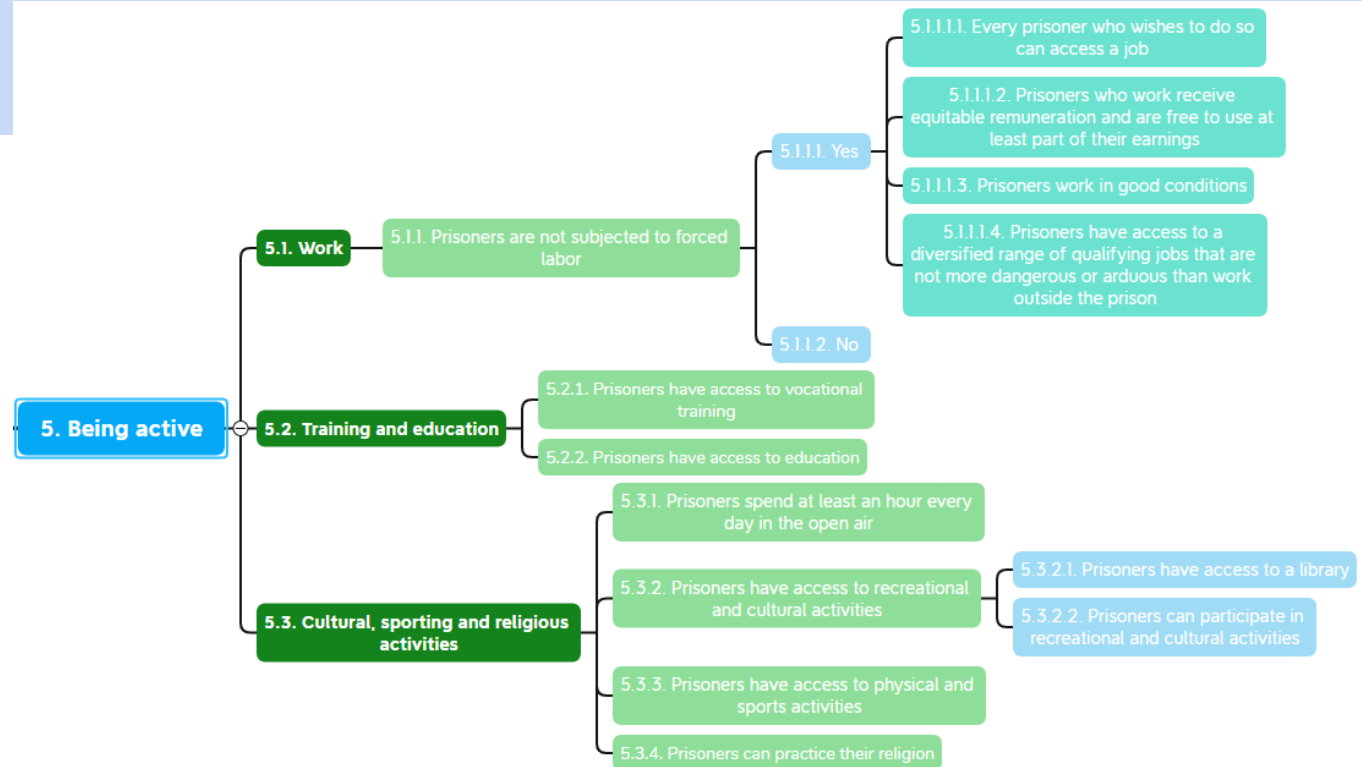 5. Being active
5.1. Work
5.1.1. Prisoners are not subjected to forced
labor
5.1.1.1. Yes
5.1.1.1.1. Every prisoner who wishes to do so
can access a job
5.1.1.1.2. Prisoners who work receive
equitable remuneration and are free to use at
least part of their earnings
5.1.1.1.3. Prisoners work in good conditions
5.1.1.1.4. Prisoners have access to a
diversified range of qualifying jobs that are
not more dangerous or arduous than work
outside the prison
5.1.1.2. No
5.2. Training and education
5.2.1. Prisoners have access to vocational
training
5.2.2. Prisoners have access to education
5.3. Cultural, sporting and religious
activities
5.3.1. Prisoners spend at least an hour every
day in the open air
5.3.2. Prisoners have access to recreational
and cultural activities
5.3.2.1. Prisoners have access to a library
5.3.2.2. Prisoners can participate in
recreational and cultural activities
5.3.3. Prisoners have access to physical and
sports activities
5.3.4. Prisoners can practice their religion